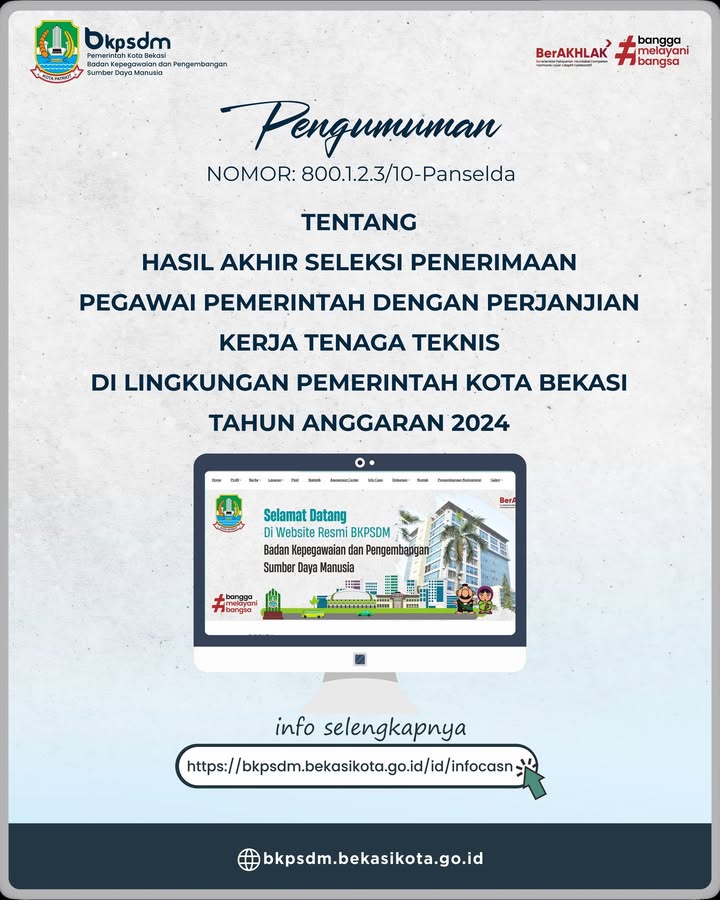 bkpsdm
Pemerintah Kota Bekasi
Badan Kepegawaian dan Pengembangan
Sumber Daya Manusia
KOTA PATRIOT
BerAKHLAK
#bangga
melayani
bangsa
Pengumuman
NOMOR: 800.1.2.3/10-Panselda
TENTANG
HASIL AKHIR SELEKSI PENERIMAAN
PEGAWAI PEMERINTAH DENGAN PERJANJIAN
KERJA TENAGA TEKNIS
DI LINGKUNGAN PEMERINTAH KOTA BEKASI
TAHUN ANGGARAN 2024
Home Profil Berita Layanan Statistik Assessment Center Info Casn Dokumen Kontak Galeri
BerA
Selamat Datang
Di Website Resmi BKPSDM
Badan Kepegawaian dan Pengembangan
Sumber Daya Manusia
#bangga
melayani
bangsa
info selengkapnya
https://bkpsdm.bekasikota.go.id/id/infocasn
bkpsdm.bekasikota.go.id